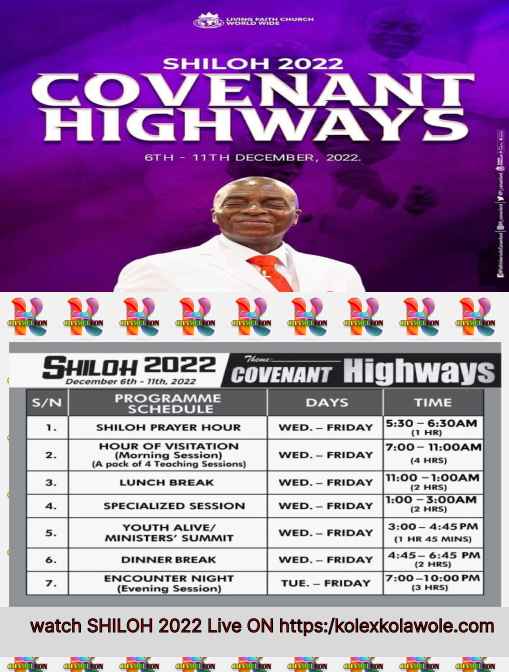 LIVING FAITH CHURCH
WORLD WIDE
SHILOH 2022
COVENANT
HIGHWAYS
6TH - 11TH DECEMBER, 2022.
SHILOH 2022
December 6th - 11th, 2022
Theme:
COVENANT Highways
S/N PROGRAMME SCHEDULE DAYS TIME
1. SHILOH PRAYER HOUR WED. – FRIDAY 5:30 – 6:30AM
(1 HR)
2. HOUR OF VISITATION
(Morning Session)
(A pack of 4 Teaching Sessions) WED. – FRIDAY 7:00 – 11:00AM
(4 HRS)
3. LUNCH BREAK WED. – FRIDAY 11:00 – 1:00AM
(2 HRS)
4. SPECIALIZED SESSION WED. – FRIDAY 1:00 – 3:00AM
(2 HRS)
5. YOUTH ALIVE/
MINISTERS' SUMMIT WED. – FRIDAY 3:00 – 4:45PM
(1 HR 45 MINS)
6. DINNER BREAK WED. – FRIDAY 4:45– 6:45 PM
(2 HRS)
7. ENCOUNTER NIGHT
(Evening Session) TUE. – FRIDAY 7:00 –10:00PM
(3 HRS)
watch SHILOH 2022 Live ON https:/kolexkolawole.com